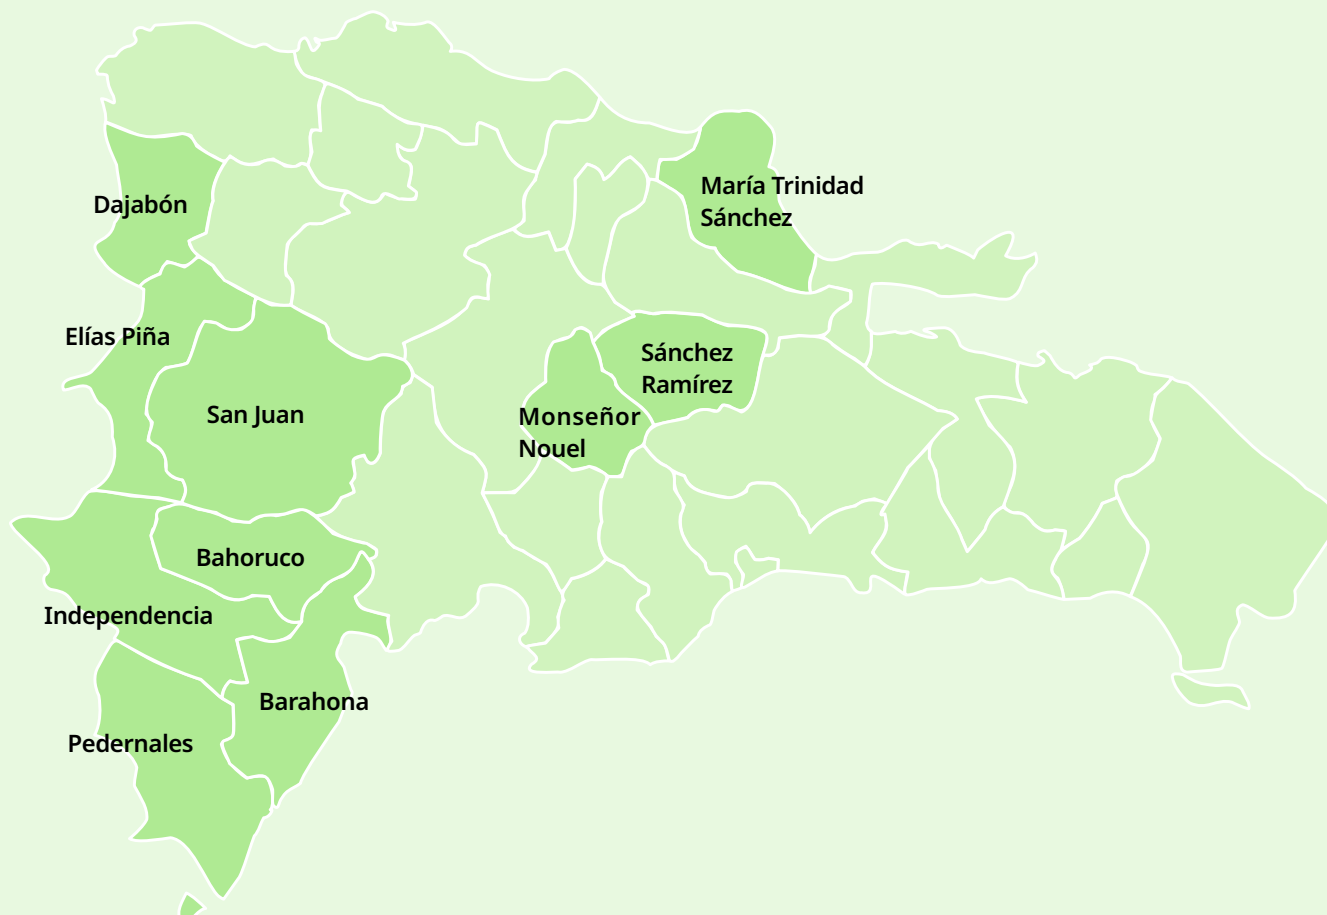 María Trinidad
Sánchez
Dajabón
Elías Piña
Sánchez
Ramírez
San Juan
Monseñor
Nouel
Bahoruco
Independencia
Barahona
Pedernales